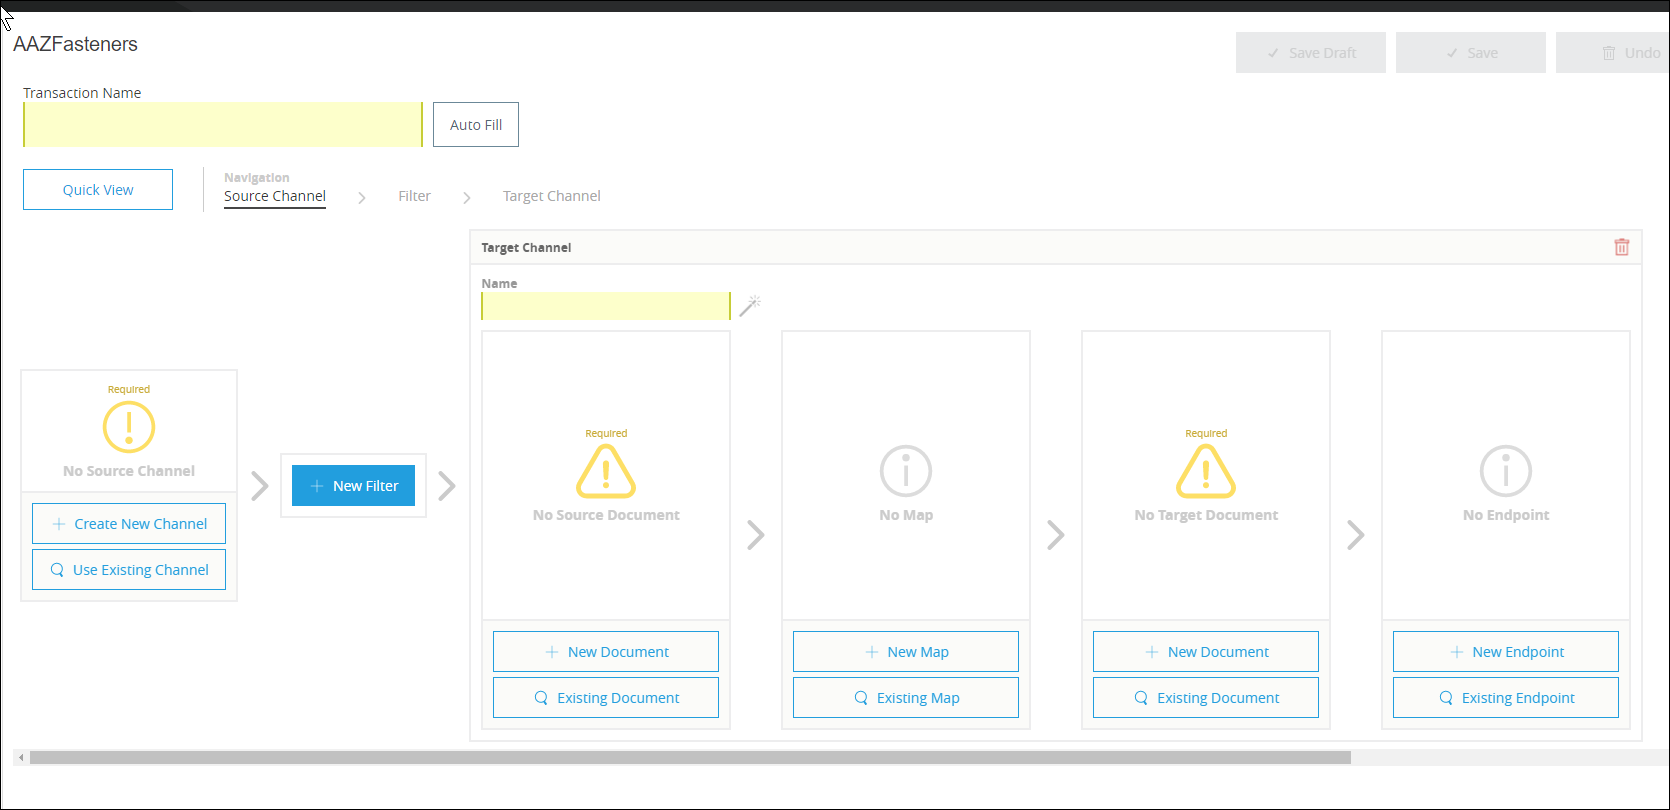 AAZFasteners
Save Draft
Save
Undo
Transaction Name
Auto Fill
Quick View
Navigation
Source Channel
Filter
Target Channel
Target Channel
Name
Required
No Source Channel
Create New Channel
Use Existing Channel
New Filter
Required
No Source Document
New Document
Existing Document
No Map
New Map
Existing Map
Required
No Target Document
New Document
Existing Document
No Endpoint
New Endpoint
Existing Endpoint